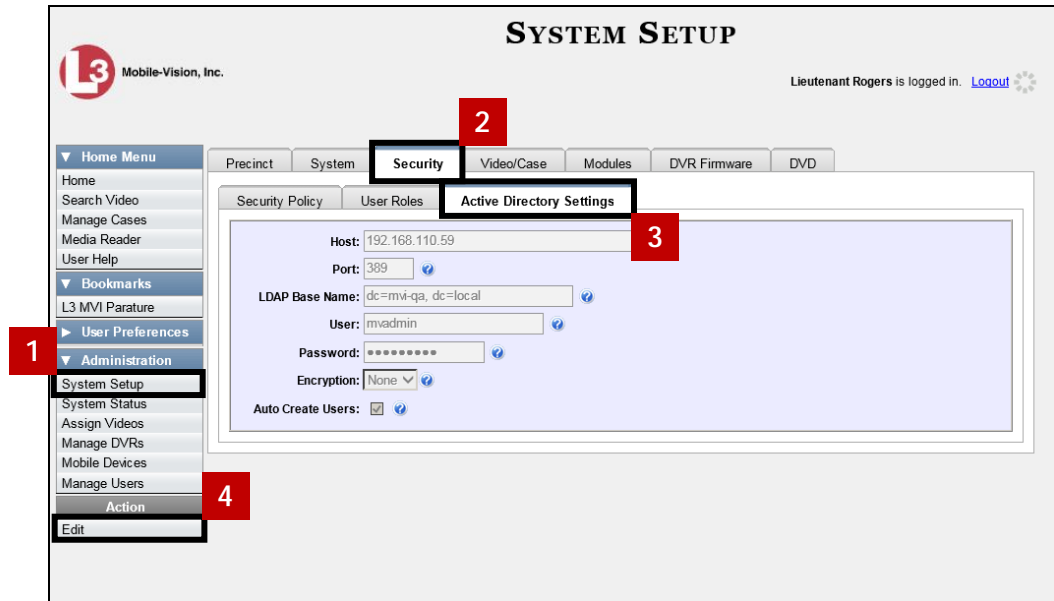 SYSTEM SETUP
L3 Mobile-Vision, Inc.
Lieutenant Rogers is logged in. Logout
2
▼ Home Menu
Home
Search Video
Manage Cases
Media Reader
User Help
▼ Bookmarks
L3 MVI Parature
▶ User Preferences
1
▼ Administration
System Setup
System Status
Assign Videos
Manage DVRs
Mobile Devices
Manage Users
4
Action
Edit
Precinct System Security Video/Case Modules DVR Firmware DVD
Security Policy User Roles Active Directory Settings
3
Host: 192.168.110.59
Port: 389 ?
LDAP Base Name: dc=mvi-qa, dc=local ?
User: mvadmin ?
Password: ●●●●●●●●● ?
Encryption: None ?
Auto Create Users: ?